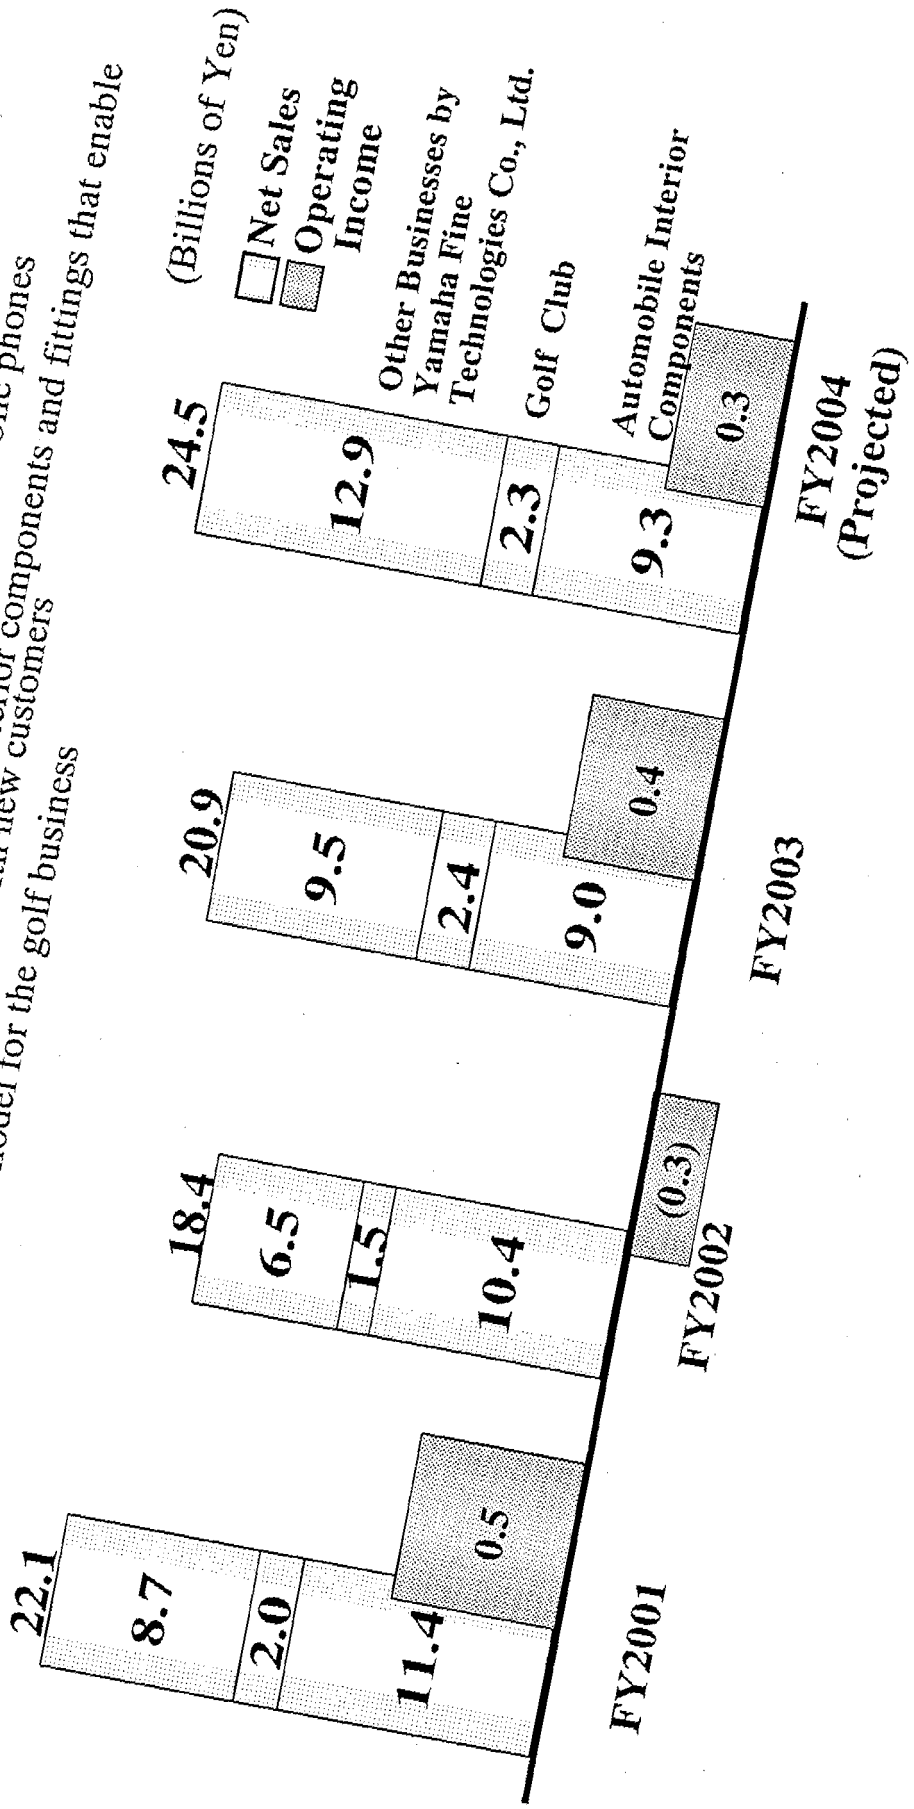 one phones
components and fittings that enable
new customers
model for the golf business
(Billions of Yen)
Net Sales
Operating
Income
Other Businesses by
Yamaha Fine
Technologies Co., Ltd.
Golf Club
Automobile Interior
Components
22.1
8.7
2.0
11.4
0.5
FY2001
18.4
6.5
1.5
10.4
(0.3)
FY2002
20.9
9.5
2.4
9.0
0.4
FY2003
24.5
12.9
2.3
9.3
0.3
FY2004
(Projected)